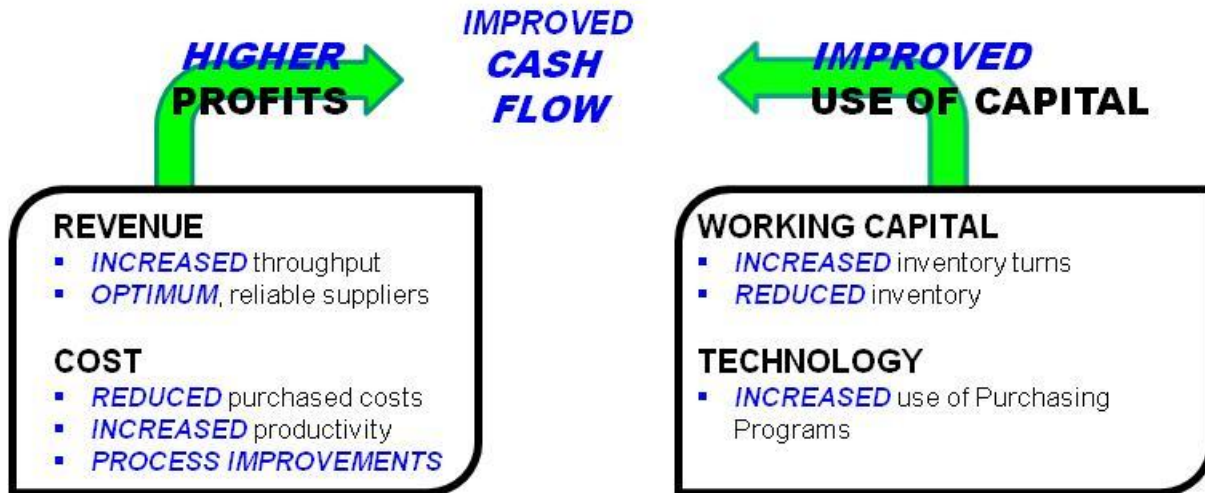 HIGHER
PROFITS
IMPROVED
CASH
FLOW
IMPROVED
USE OF CAPITAL
REVENUE
▪ INCREASED throughput
▪ OPTIMUM, reliable suppliers
COST
▪ REDUCED purchased costs
▪ INCREASED productivity
▪ PROCESS IMPROVEMENTS
WORKING CAPITAL
▪ INCREASED inventory turns
▪ REDUCED inventory
TECHNOLOGY
▪ INCREASED use of Purchasing
Programs